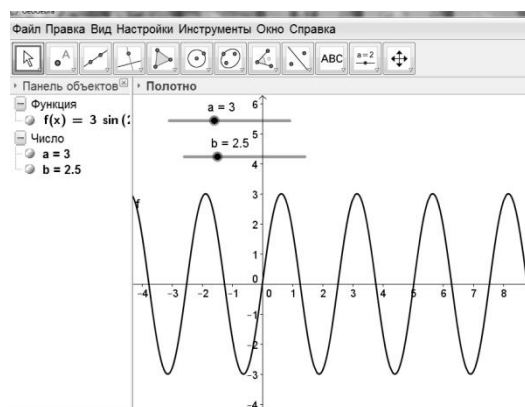 GeoGebra
Файл Правка Вид Настройки Инструменты Окно Справка
A
ABC
a=2
Панель объектов
Полотно
Функция
f(x) = 3 sin(2
Число
a = 3
b = 2.5
a = 3
b = 2.5
f
6
5
4
3
2
1
-4 -3 -2 -1 0 1 2 3 4 5 6 7 8
-1
-2
-3
-4